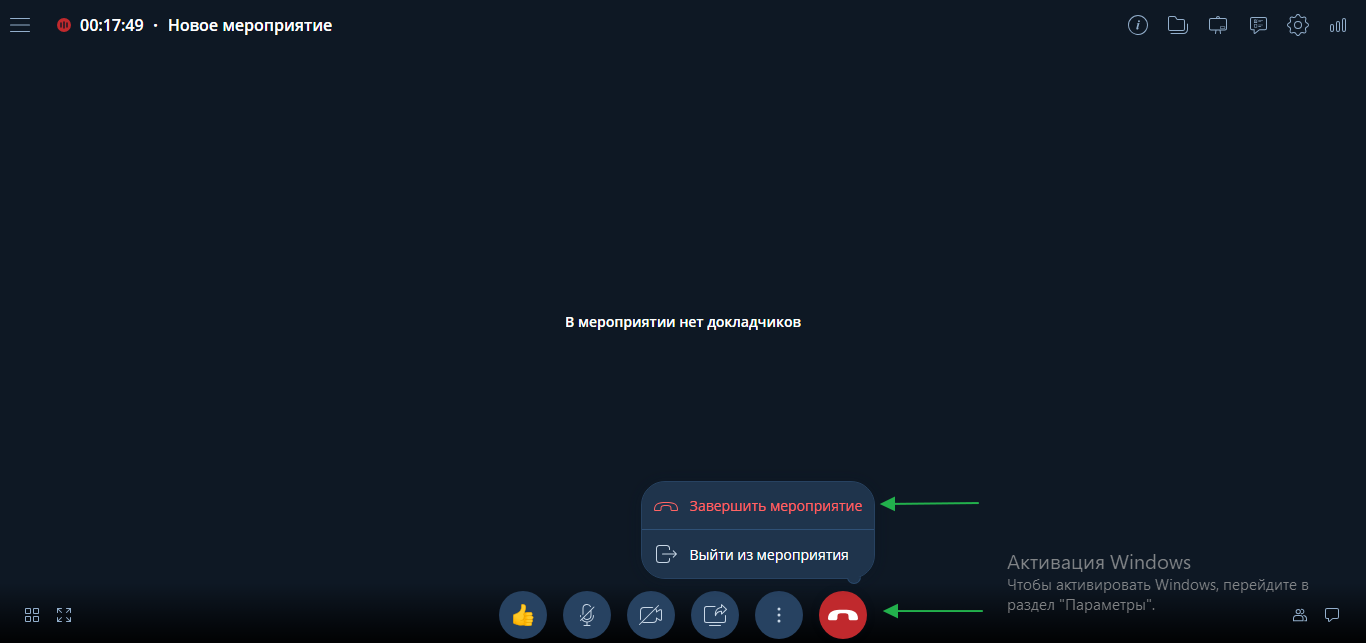 00:17:49 · Новое мероприятие
В мероприятии нет докладчиков
Завершить мероприятие
Выйти из мероприятия
Активация Windows
Чтобы активировать Windows, перейдите в
раздел "Параметры".